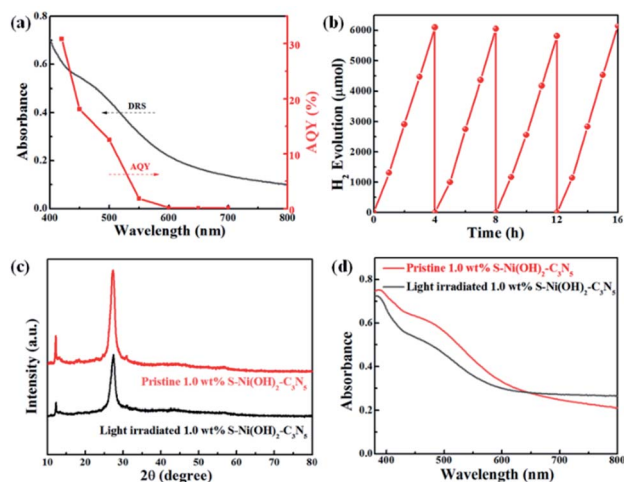 (a)
0.8
0.6
0.4
0.2
0.0
Absorbance
400 500 600 700 800
Wavelength (nm)
30
20
10
0
AQY (%)
DRS
AQY
(b)
6000
4500
3000
1500
0
H₂ Evolution (μmol)
0 4 8 12 16
Time (h)
(c)
Intensity (a.u.)
Pristine 1.0 wt% S-Ni(OH)₂-C₃N₅
Light irradiated 1.0 wt% S-Ni(OH)₂-C₃N₅
10 20 30 40 50 60 70 80
2θ (degree)
(d)
Pristine 1.0 wt% S-Ni(OH)₂-C₃N₅
Light irradiated 1.0 wt% S-Ni(OH)₂-C₃N₅
0.8
0.6
0.4
0.2
0.0
Absorbance
400 500 600 700 800
Wavelength (nm)